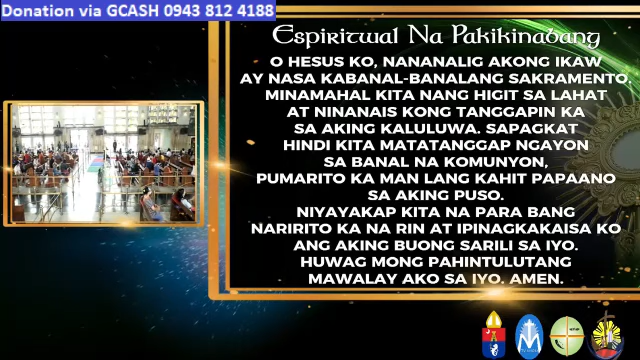 Donation via GCASH 0943 812 4188
Espiritwal Na Pakikinabang
O HESUS KO, NANANALIG AKONG IKAW
AY NASA KABANAL-BANALANG SAKRAMENTO.
MINAMAHAL KITA NANG HIGIT SA LAHAT
AT NINANAIS KONG TANGGAPIN KA
SA AKING KALULUWA. SAPAGKAT
HINDI KITA MATATANGGAP NGAYON
SA BANAL NA KOMUNYON,
PUMARITO KA MAN LANG KAHIT PAPAANO
SA AKING PUSO.
NIYAYAKAP KITA NA PARA BANG
NARIRITO KA NA RIN AT IPINAGKAKAISA KO
ANG AKING BUONG SARILI SA IYO.
HUWAG MONG PAHINTULUTANG
MAWALAY AKO SA IYO. AMEN.